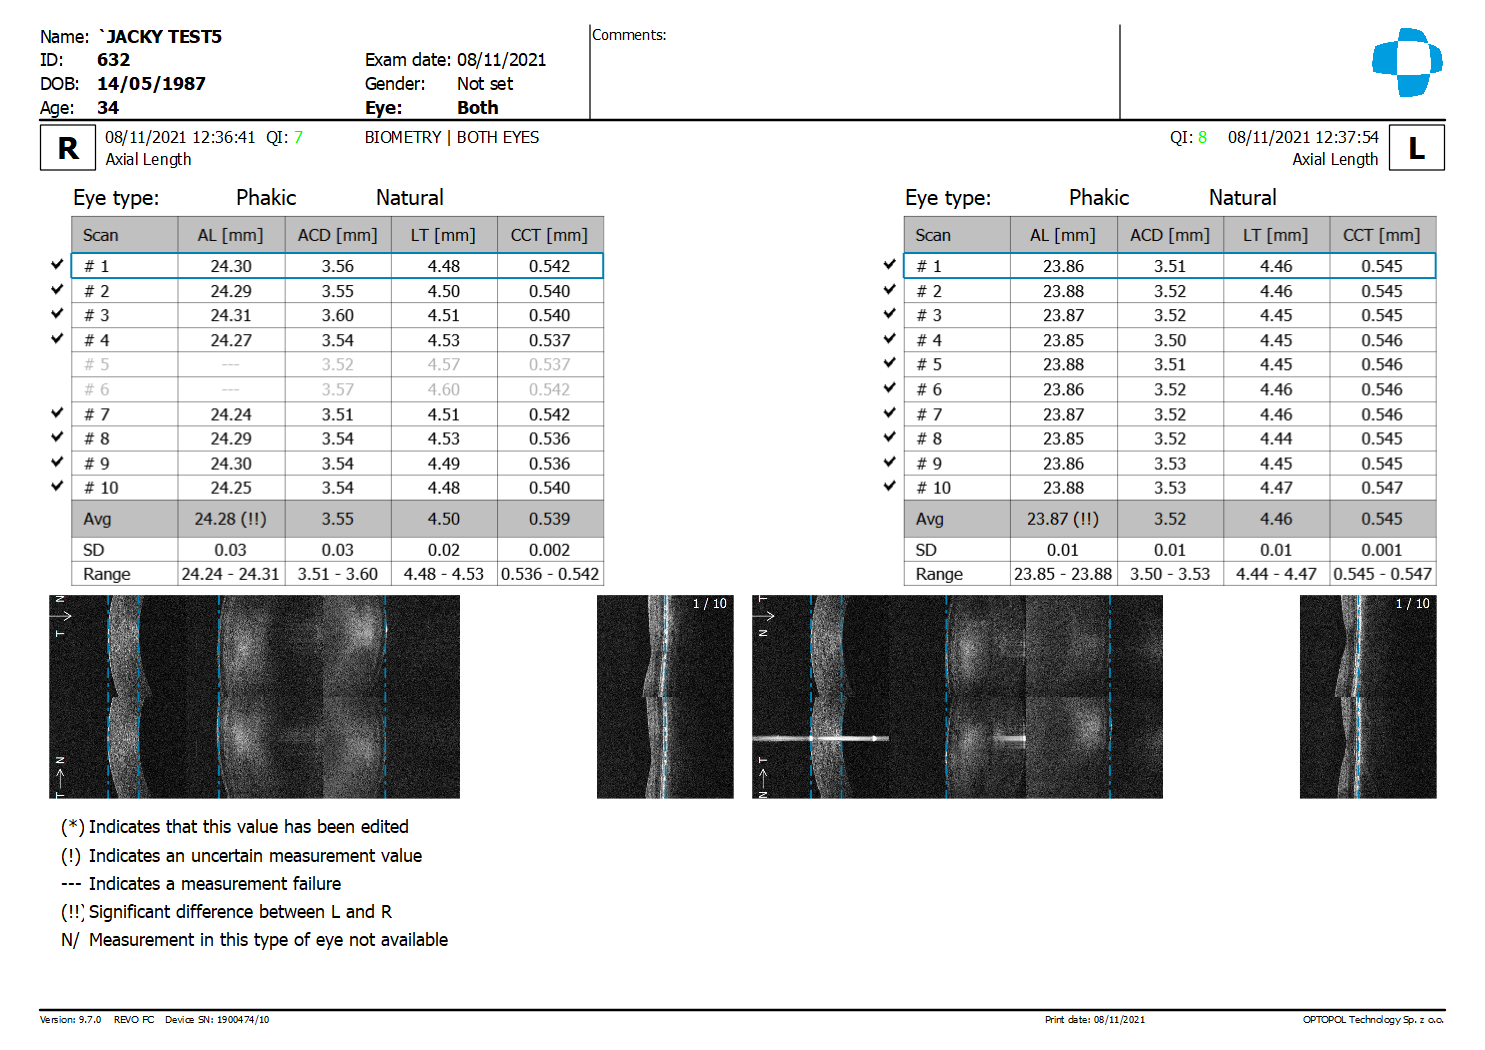 Name: `JACKY TEST5
ID: 632
Exam date: 08/11/2021
DOB: 14/05/1987
Gender: Not set
Age: 34
Eye: Both
Comments:
R
08/11/2021 12:36:41 QI: 7
Axial Length
BIOMETRY | BOTH EYES
QI: 8 08/11/2021 12:37:54
Axial Length
L
Eye type: Phakic Natural
Scan AL [mm] ACD [mm] LT [mm] CCT [mm]
# 1 24.30 3.56 4.48 0.542
# 2 24.29 3.55 4.50 0.540
# 3 24.31 3.60 4.51 0.540
# 4 24.27 3.54 4.53 0.537
# 5 --- 3.52 4.57 0.537
# 6 --- 3.57 4.60 0.542
# 7 24.24 3.51 4.51 0.542
# 8 24.29 3.54 4.53 0.536
# 9 24.30 3.54 4.49 0.536
# 10 24.25 3.54 4.48 0.540
Avg 24.28 (!!) 3.55 4.50 0.539
SD 0.03 0.03 0.02 0.002
Range 24.24 - 24.31 3.51 - 3.60 4.48 - 4.53 0.536 - 0.542
Eye type: Phakic Natural
Scan AL [mm] ACD [mm] LT [mm] CCT [mm]
# 1 23.86 3.51 4.46 0.545
# 2 23.88 3.52 4.46 0.545
# 3 23.87 3.52 4.45 0.545
# 4 23.85 3.50 4.45 0.546
# 5 23.88 3.51 4.45 0.546
# 6 23.86 3.52 4.46 0.546
# 7 23.87 3.52 4.46 0.546
# 8 23.85 3.52 4.44 0.545
# 9 23.86 3.53 4.45 0.545
# 10 23.88 3.53 4.47 0.547
Avg 23.87 (!!) 3.52 4.46 0.545
SD 0.01 0.01 0.01 0.001
Range 23.85 - 23.88 3.50 - 3.53 4.44 - 4.47 0.545 - 0.547
T N
T N
1 / 10
N T
N T
1 / 10
(*) Indicates that this value has been edited
(!) Indicates an uncertain measurement value
--- Indicates a measurement failure
(!!) Significant difference between L and R
N/ Measurement in this type of eye not available
Version: 9.7.0 REVO FC Device SN: 1900474/10
Print date: 08/11/2021
OPTOPOL Technology Sp. z o.o.